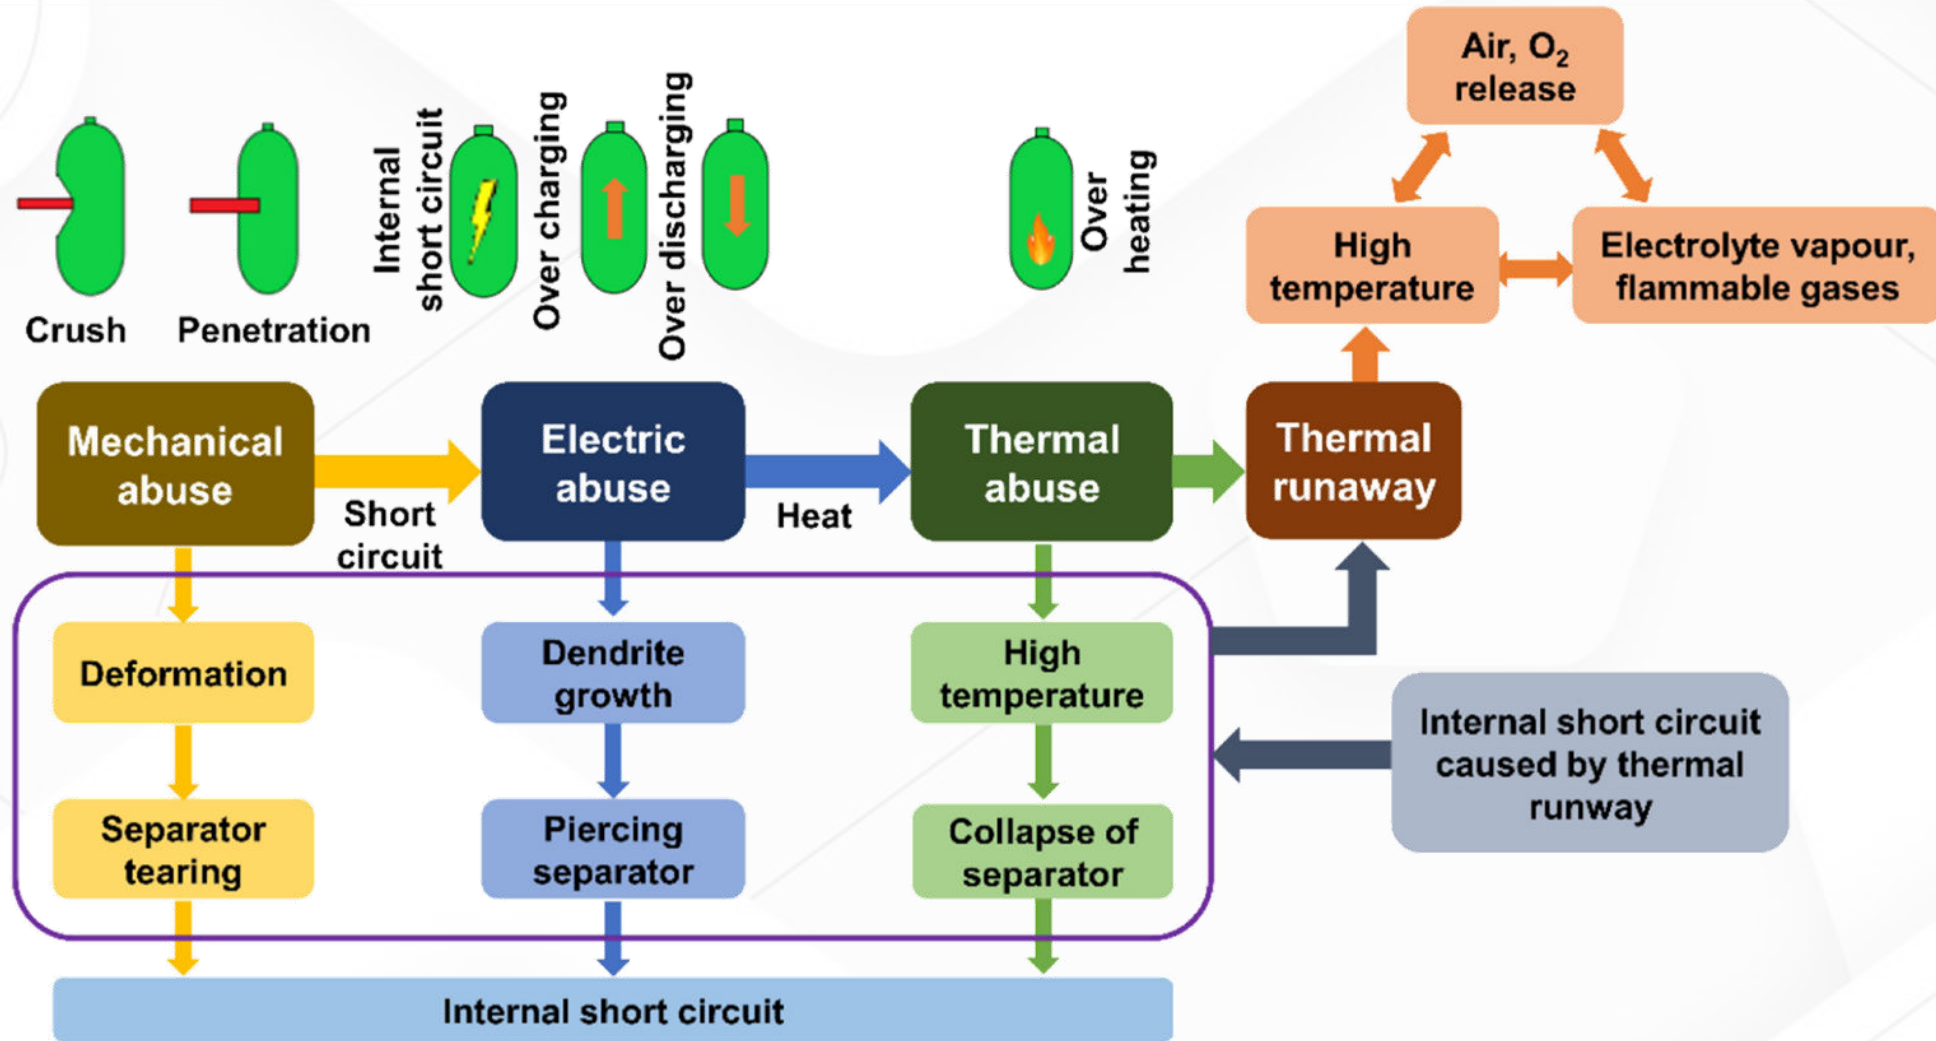 Air, O₂
release
Internal
short circuit
Over charging
Over discharging
Over
heating
Crush
Penetration
High
temperature
Electrolyte vapour,
flammable gases
Mechanical
abuse
Short
circuit
Electric
abuse
Heat
Thermal
abuse
Thermal
runaway
Deformation
Dendrite
growth
High
temperature
Internal short circuit
caused by thermal
runway
Separator
tearing
Piercing
separator
Collapse of
separator
Internal short circuit